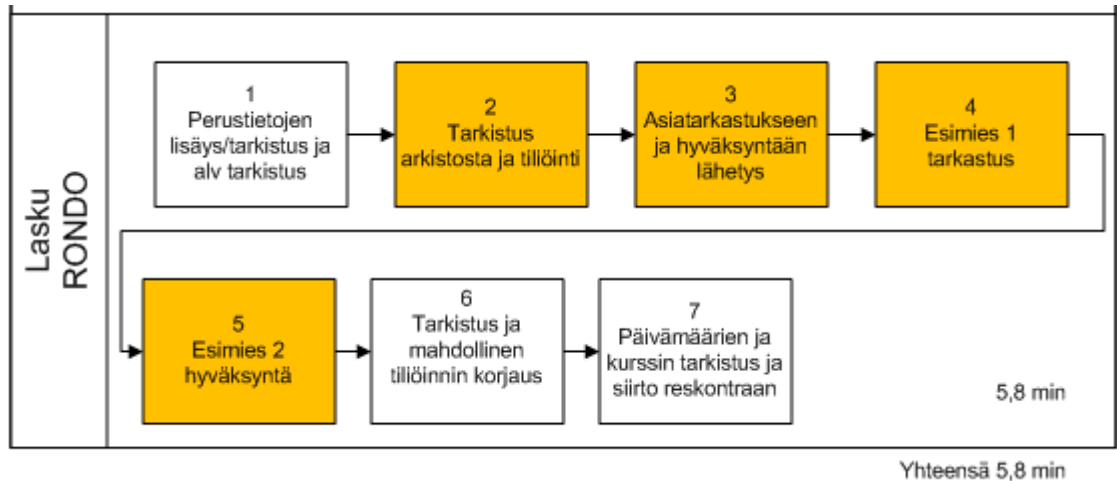 Lasku
RONDO
1
Perustietojen
lisäys/tarkistus ja
alv tarkistus
2
Tarkistus
arkistosta ja tiliöinti
3
Asiatarkastukseen
ja hyväksyntään
lähetys
4
Esimies 1
tarkastus
5
Esimies 2
hyväksyntä
6
Tarkistus ja
mahdollinen
tiliöinnin korjaus
7
Päivämäärien ja
kurssin tarkistus ja
siirto reskontraan
5,8 min
Yhteensä 5,8 min